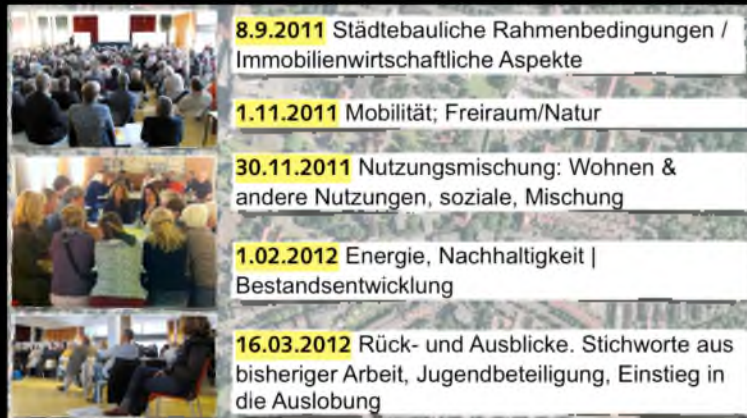 8.9.2011 Städtebauliche Rahmenbedingungen /
Immobilienwirtschaftliche Aspekte
1.11.2011 Mobilität; Freiraum/Natur
30.11.2011 Nutzungsmischung: Wohnen &
andere Nutzungen, soziale, Mischung
1.02.2012 Energie, Nachhaltigkeit |
Bestandsentwicklung
16.03.2012 Rück- und Ausblicke. Stichworte aus
bisheriger Arbeit, Jugendbeteiligung, Einstieg in
die Auslobung